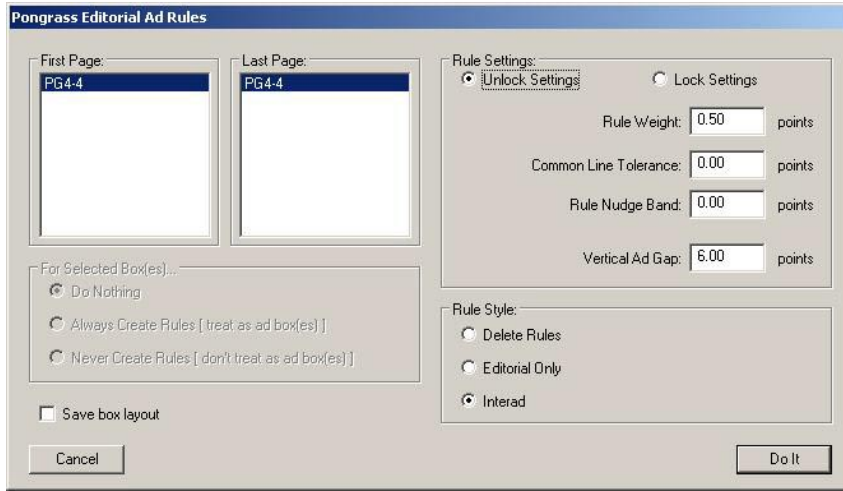 Pongrass Editorial Ad Rules
First Page:
PG4-4
Last Page:
PG4-4
For Selected Box(es)...
Do Nothing
Always Create Rules [ treat as ad box(es) ]
Never Create Rules [ don't treat as ad box(es) ]
Save box layout
Cancel
Rule Settings:
Unlock Settings Lock Settings
Rule Weight: 0.50 points
Common Line Tolerance: 0.00 points
Rule Nudge Band: 0.00 points
Vertical Ad Gap: 6.00 points
Rule Style:
Delete Rules
Editorial Only
Interad
Do It